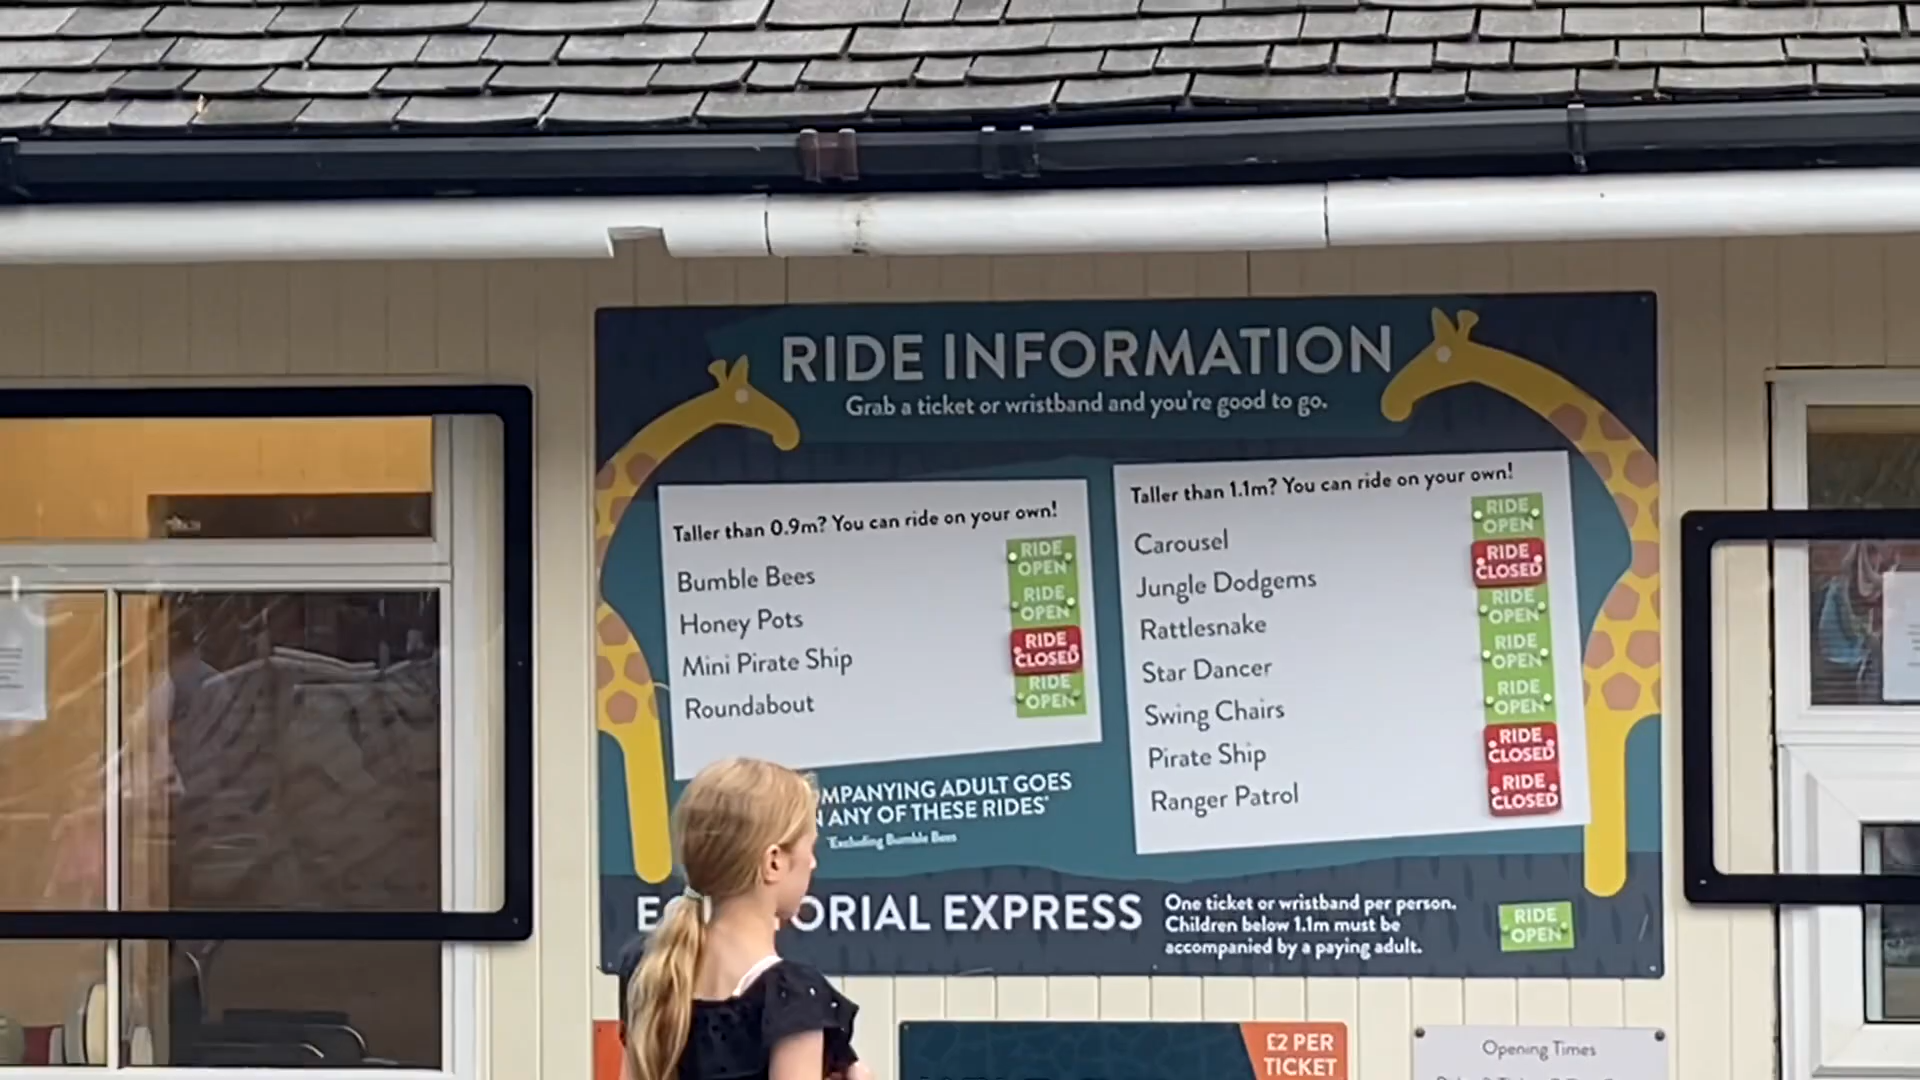 RIDE INFORMATION
Grab a ticket or wristband and you're good to go.
Taller than 0.9m? You can ride on your own!
Bumble Bees RIDE OPEN
Honey Pots RIDE OPEN
Mini Pirate Ship RIDE CLOSED
Roundabout RIDE OPEN
Taller than 1.1m? You can ride on your own!
Carousel RIDE OPEN
Jungle Dodgems RIDE CLOSED
Rattlesnake RIDE OPEN
Star Dancer RIDE OPEN
Swing Chairs RIDE OPEN
Pirate Ship RIDE CLOSED
Ranger Patrol RIDE CLOSED
ADULT GOES
ANY OF THESE RIDES*
*Excluding Bumble Bees
EXPRESS
One ticket or wristband per person.
Children below 1.1m must be
accompanied by a paying adult.
RIDE
OPEN
£2 PER
TICKET
Opening Times